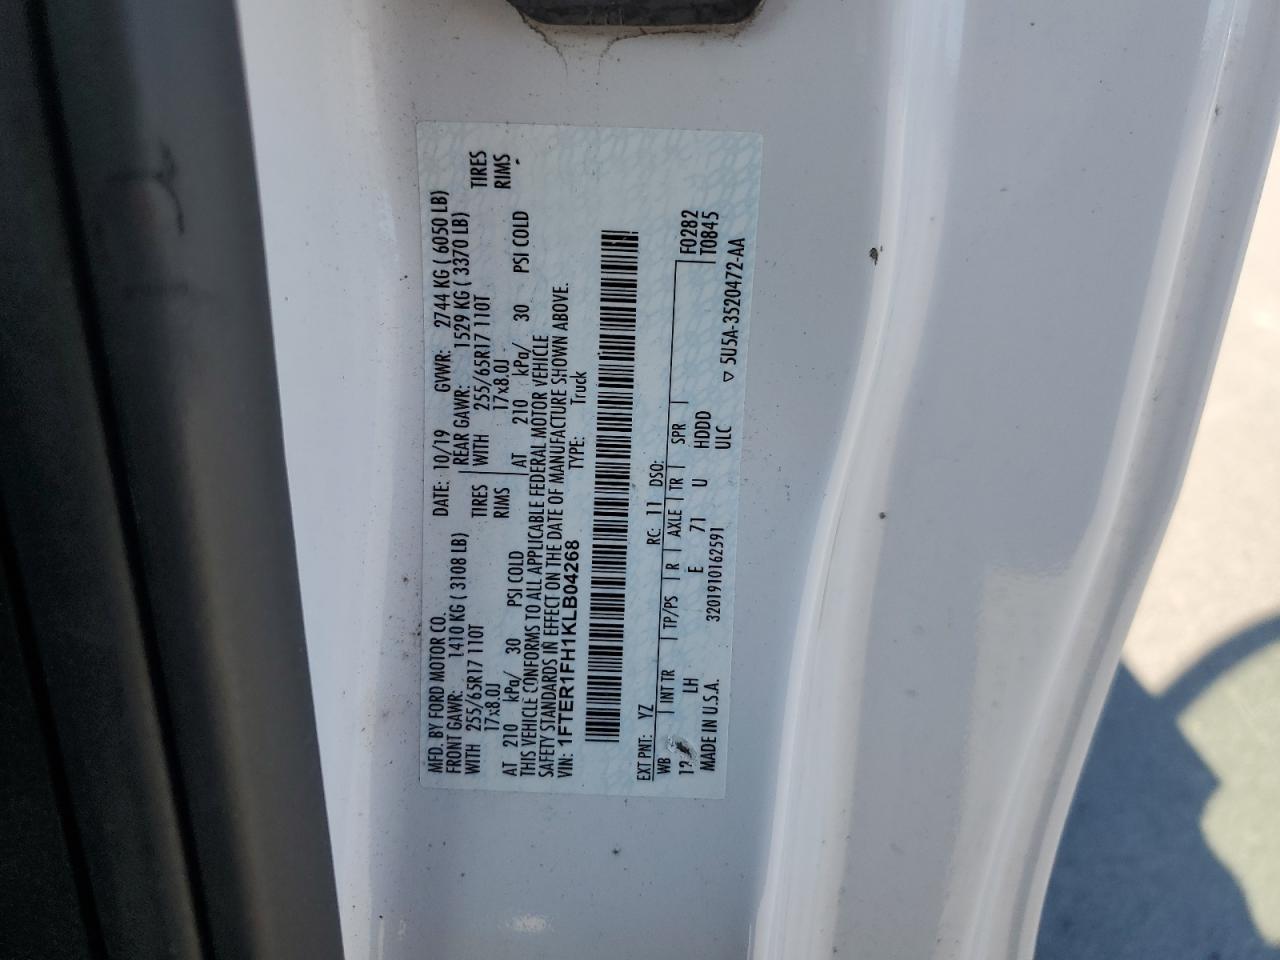 MFD. BY FORD MOTOR CO.
DATE: 10/19 GVWR: 2744 KG ( 6050 LB)
FRONT GAWR: 1410 KG ( 3108 LB) REAR GAWR: 1529 KG ( 3370 LB)
WITH 255/65R17 110T TIRES WITH 255/65R17 110T TIRES
17x8.0J RIMS 17x8.0J RIMS
AT 210 kPa/ 30 PSI COLD AT 210 kPa/ 30 PSI COLD
THIS VEHICLE CONFORMS TO ALL APPLICABLE FEDERAL MOTOR VEHICLE
SAFETY STANDARDS IN EFFECT ON THE DATE OF MANUFACTURE SHOWN ABOVE.
VIN: 1FTER1FH1KLB04268 TYPE: Truck
EXT PNT: YZ RC: 11 DSO:
WB INT TR TP/PS R AXLE TR SPR F0282
LH E 71 U HDDD T0845
MADE IN U.S.A. 320191016259​1 ULC ▽ 5U5A-3520472-AA